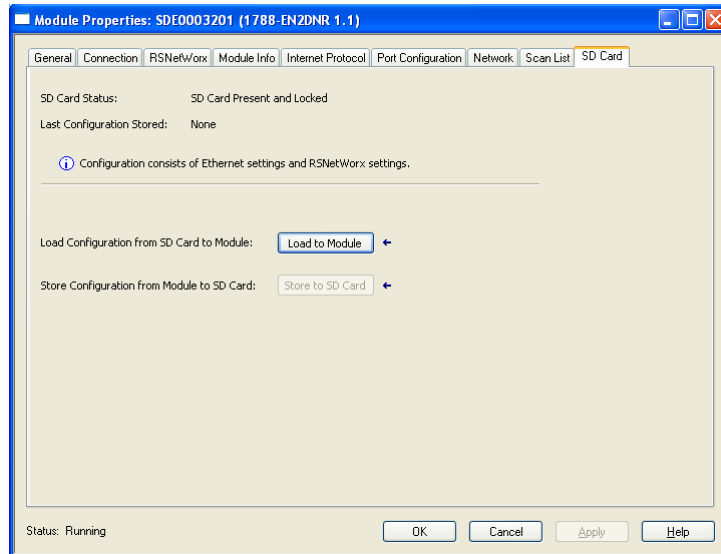 Module Properties: SDE0003201 (1788-EN2DNR 1.1)
General Connection RSNetWorx Module Info Internet Protocol Port Configuration Network Scan List SD Card
SD Card Status: SD Card Present and Locked
Last Configuration Stored: None
Configuration consists of Ethernet settings and RSNetWorx settings.
Load Configuration from SD Card to Module: Load to Module
Store Configuration from Module to SD Card: Store to SD Card
Status: Running OK Cancel Apply Help